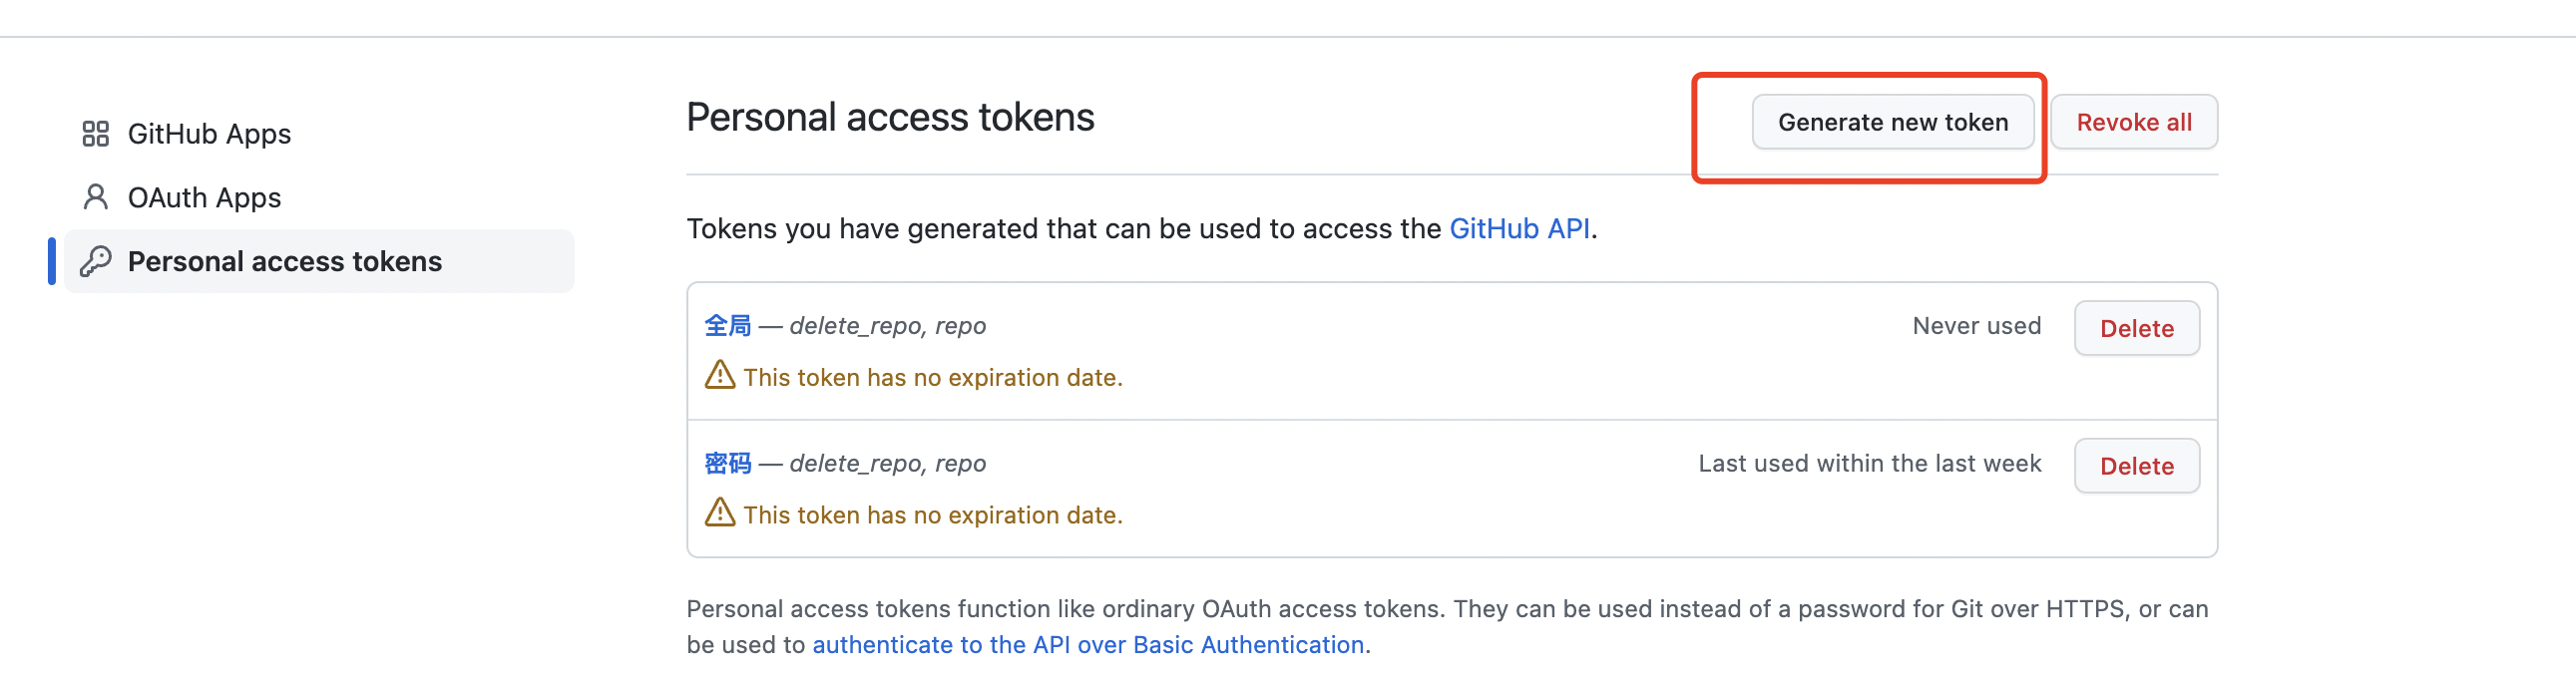 GitHub Apps
OAuth Apps
Personal access tokens
Personal access tokens
Generate new token
Revoke all
Tokens you have generated that can be used to access the GitHub API.
全局 — delete_repo, repo
Never used
Delete
This token has no expiration date.
密码 — delete_repo, repo
Last used within the last week
Delete
This token has no expiration date.
Personal access tokens function like ordinary OAuth access tokens. They can be used instead of a password for Git over HTTPS, or can
be used to authenticate to the API over Basic Authentication.